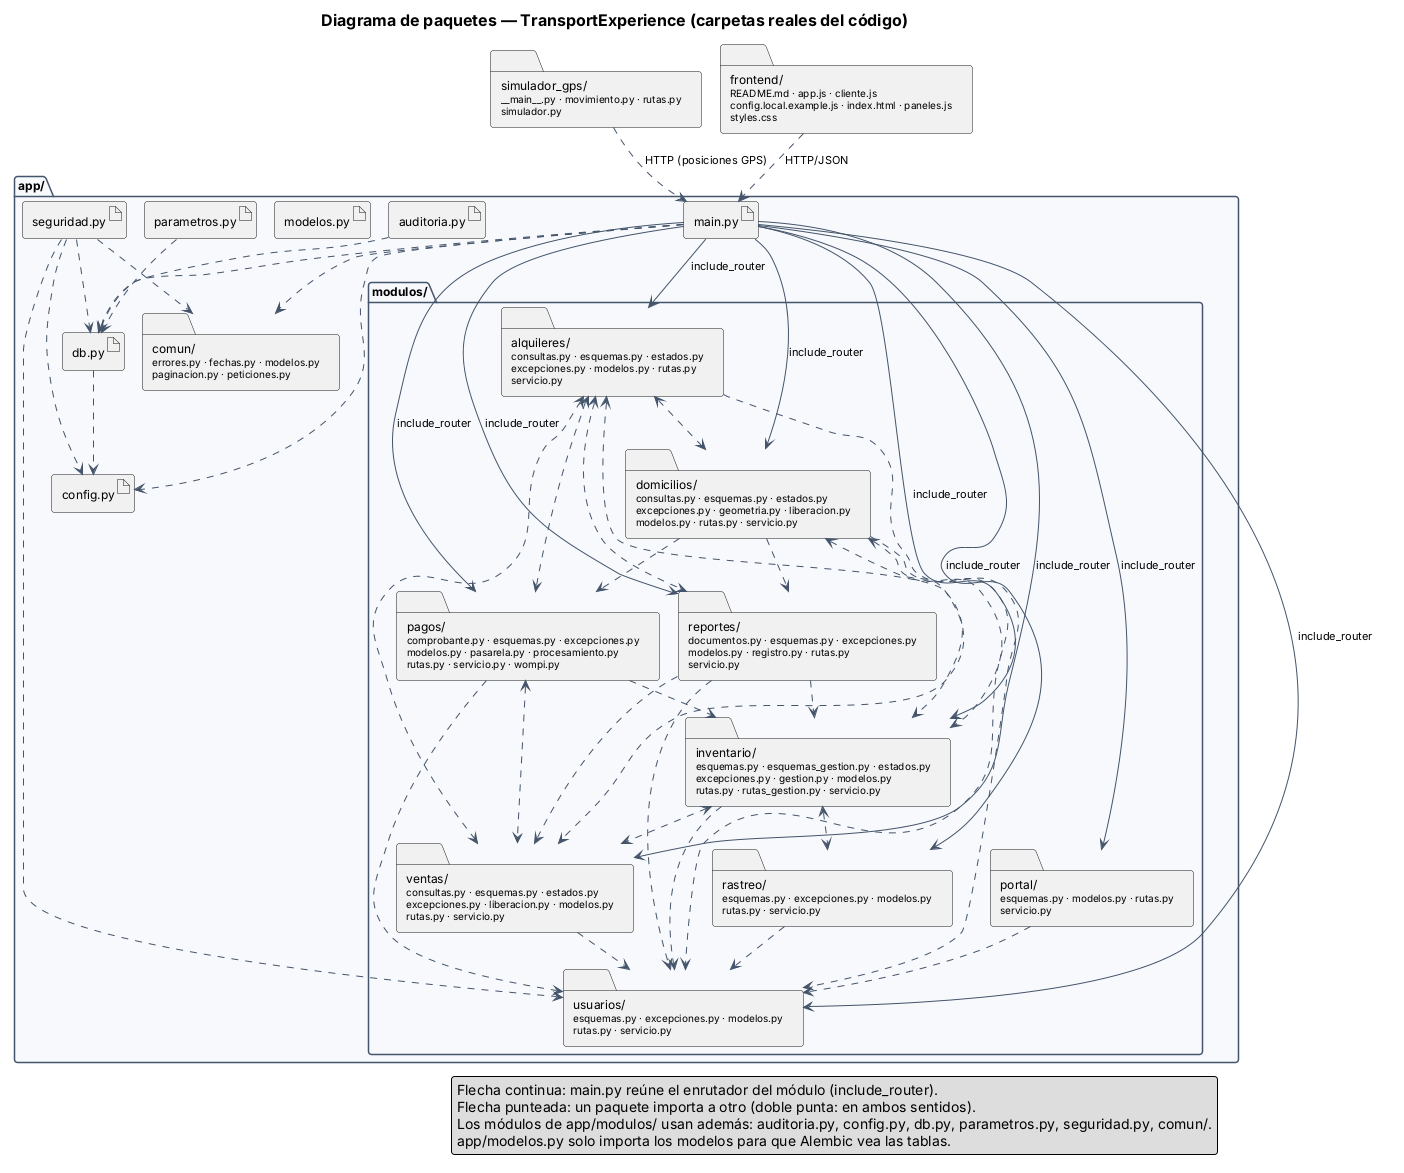 Diagrama de paquetes — TransportExperience (carpetas reales del código)
simulador_gps/
__main__.py · movimiento.py · rutas.py
simulador.py
frontend/
README.md · app.js · cliente.js
config.local.example.js · index.html · paneles.js
styles.css
HTTP (posiciones GPS)
HTTP/JSON
app/
seguridad.py
parametros.py
modelos.py
auditoria.py
main.py
include_router
modulos/
db.py
comun/
errores.py · fechas.py · modelos.py
paginacion.py · peticiones.py
alquileres/
consultas.py · esquemas.py · estados.py
excepciones.py · modelos.py · rutas.py
servicio.py
include_router
include_router
include_router
config.py
domicilios/
consultas.py · esquemas.py · estados.py
excepciones.py · geometria.py · liberacion.py
modelos.py · rutas.py · servicio.py
include_router
include_router
include_router
include_router
include_router
pagos/
comprobante.py · esquemas.py · excepciones.py
modelos.py · pasarela.py · procesamiento.py
rutas.py · servicio.py · wompi.py
reportes/
documentos.py · esquemas.py · excepciones.py
modelos.py · registro.py · rutas.py
servicio.py
inventario/
esquemas.py · esquemas_gestion.py · estados.py
excepciones.py · gestion.py · modelos.py
rutas.py · rutas_gestion.py · servicio.py
ventas/
consultas.py · esquemas.py · estados.py
excepciones.py · liberacion.py · modelos.py
rutas.py · servicio.py
rastreo/
esquemas.py · excepciones.py · modelos.py
rutas.py · servicio.py
portal/
esquemas.py · modelos.py · rutas.py
servicio.py
usuarios/
esquemas.py · excepciones.py · modelos.py
rutas.py · servicio.py
Flecha continua: main.py reúne el enrutador del módulo (include_router).
Flecha punteada: un paquete importa a otro (doble punta: en ambos sentidos).
Los módulos de app/modulos/ usan además: auditoria.py, config.py, db.py, parametros.py, seguridad.py, comun/.
app/modelos.py solo importa los modelos para que Alembic vea las tablas.